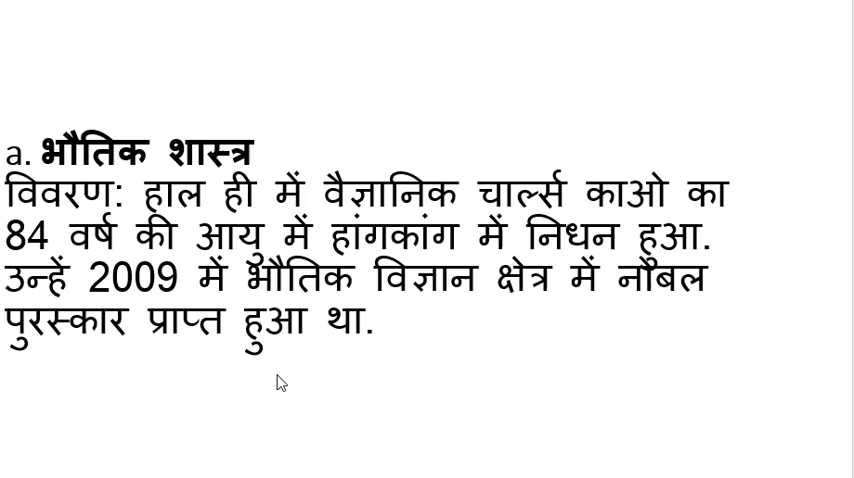 a. भौतिक शास्त्र
विवरण: हाल ही में वैज्ञानिक चार्ल्स काओ का
84 वर्ष की आयु में हांगकांग में निधन हुआ.
उन्हें 2009 में भौतिक विज्ञान क्षेत्र में नोबल
पुरस्कार प्राप्त हुआ था.